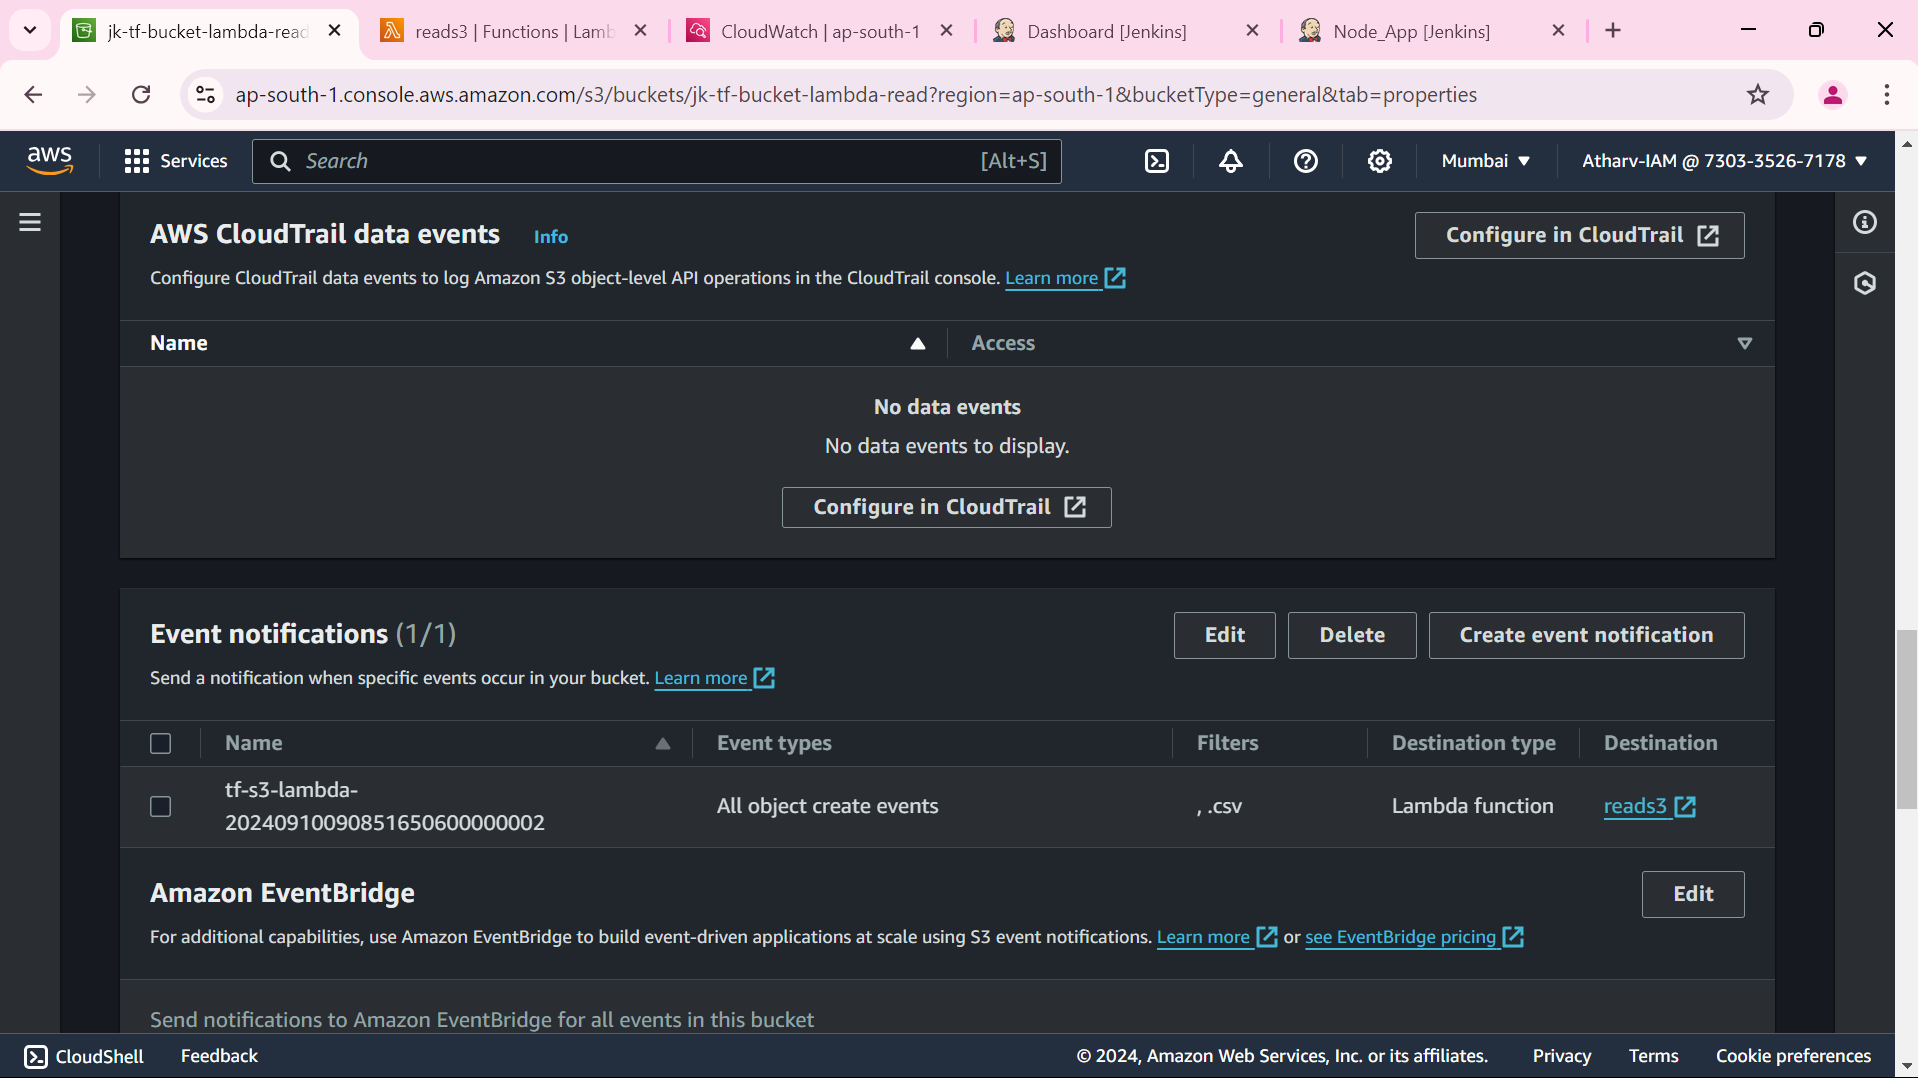 jk-tf-bucket-lambda-read
reads3 | Functions | Lamb
CloudWatch | ap-south-1
Dashboard [Jenkins]
Node_App [Jenkins]
ap-south-1.console.aws.amazon.com/s3/buckets/jk-tf-bucket-lambda-read?region=ap-south-1&bucketType=general&tab=properties
aws
Services
Search
[Alt+S]
Mumbai
Atharv-IAM @ 7303-3526-7178
AWS CloudTrail data events
Info
Configure in CloudTrail
Configure CloudTrail data events to log Amazon S3 object-level API operations in the CloudTrail console. Learn more
Name
Access
No data events
No data events to display.
Configure in CloudTrail
Event notifications (1/1)
Edit
Delete
Create event notification
Send a notification when specific events occur in your bucket. Learn more
Name
Event types
Filters
Destination type
Destination
tf-s3-lambda-
20240910090851650600000002
All object create events
, .csv
Lambda function
reads3
Amazon EventBridge
Edit
For additional capabilities, use Amazon EventBridge to build event-driven applications at scale using S3 event notifications. Learn more or see EventBridge pricing
Send notifications to Amazon EventBridge for all events in this bucket
CloudShell
Feedback
© 2024, Amazon Web Services, Inc. or its affiliates.
Privacy
Terms
Cookie preferences